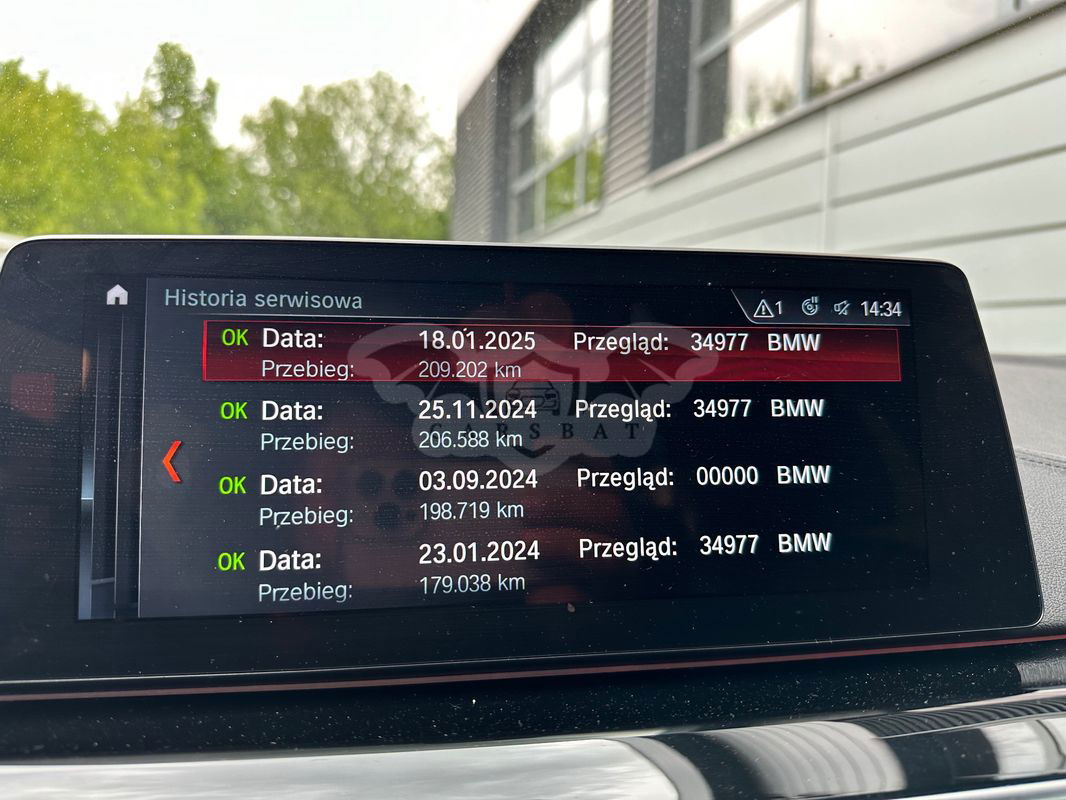 Historia serwisowa
1
14:34
OK Data: 18.01.2025 Przegląd: 34977 BMW
Przebieg: 209.202 km
OK Data: 25.11.2024 Przegląd: 34977 BMW
Przebieg: 206.588 km
CARSBAT
OK Data: 03.09.2024 Przegląd: 00000 BMW
Przebieg: 198.719 km
OK Data: 23.01.2024 Przegląd: 34977 BMW
Przebieg: 179.038 km